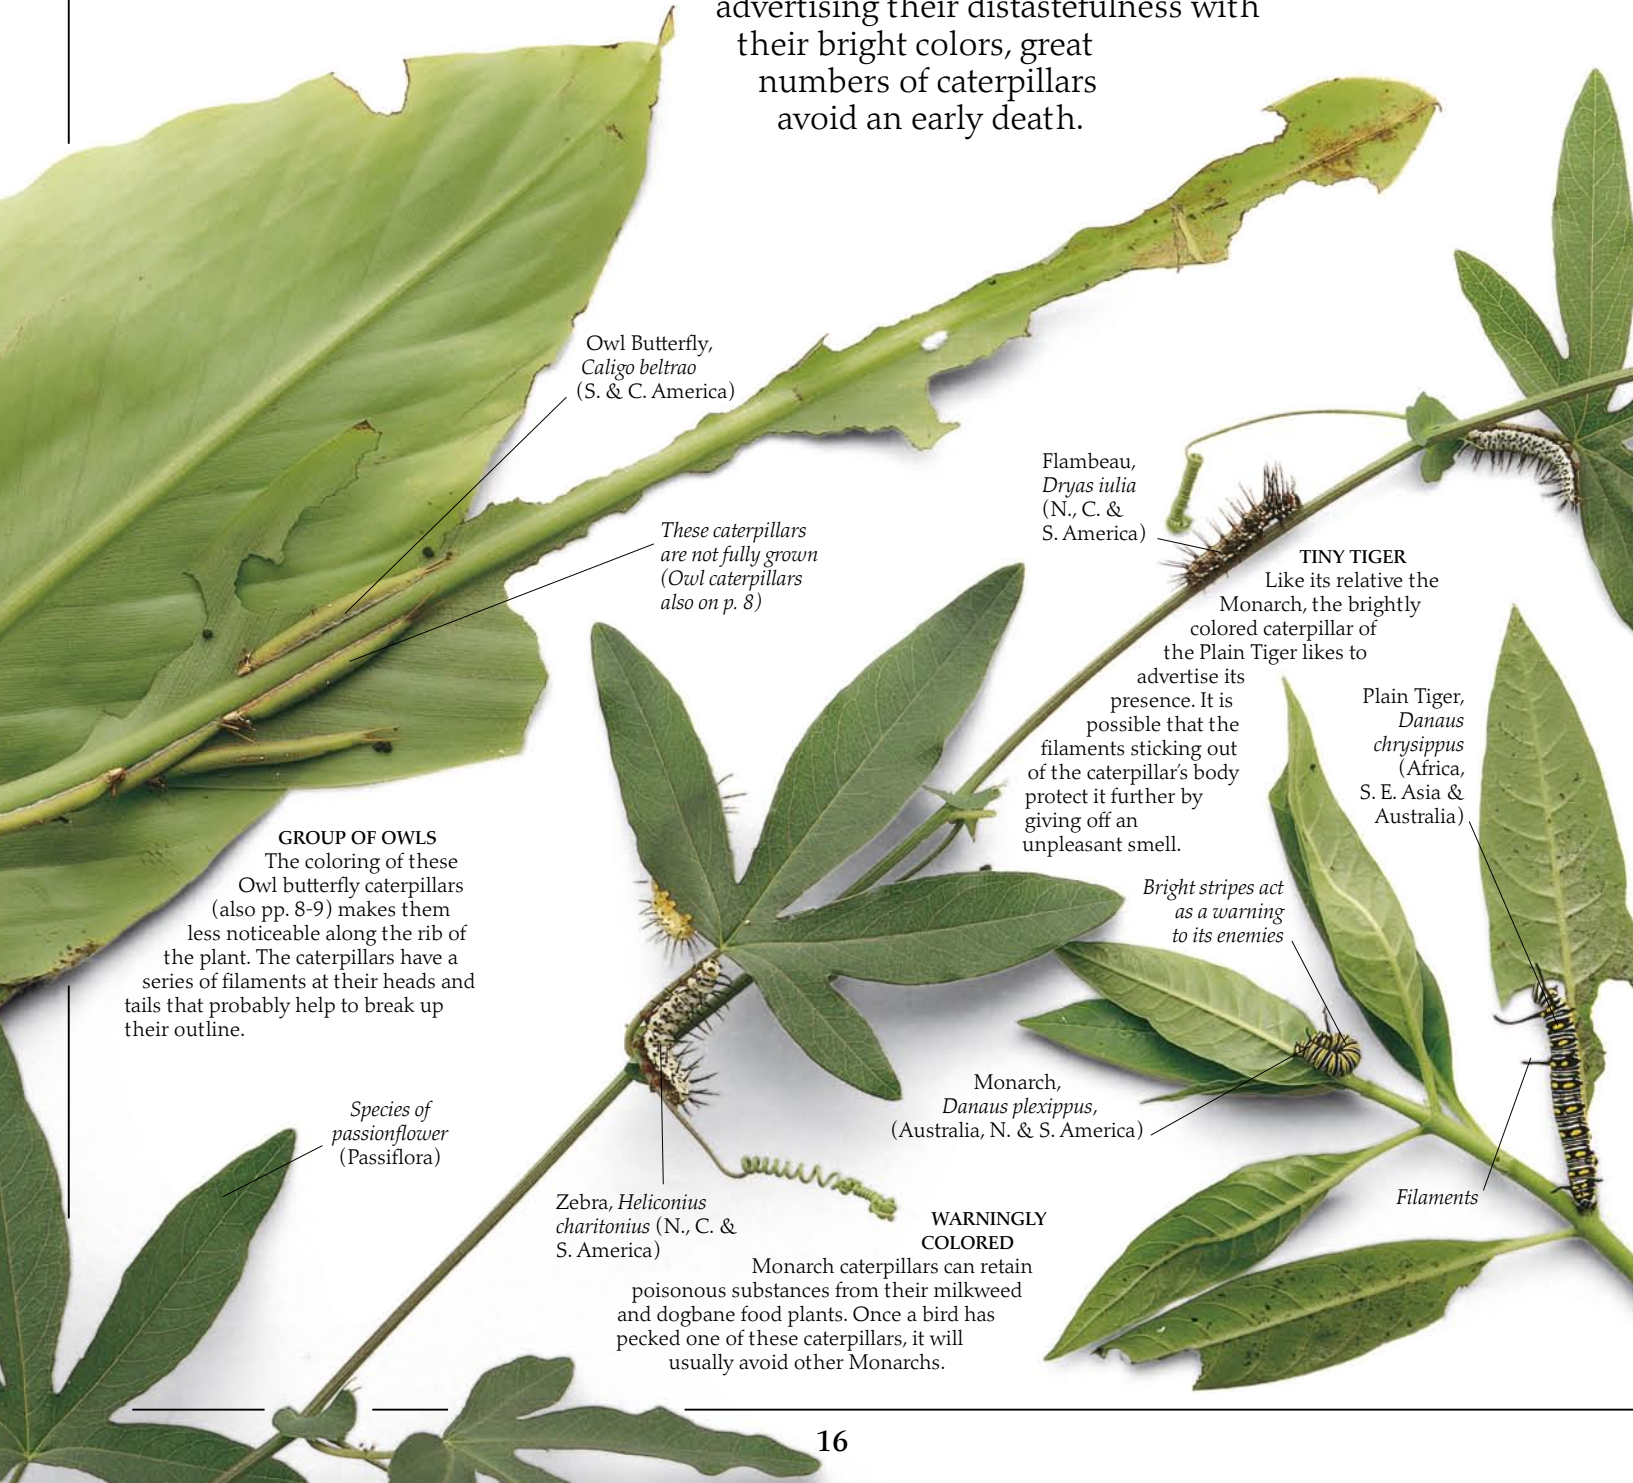 advertising their distastefulness with
their bright colors, great
numbers of caterpillars
avoid an early death.
Owl Butterfly,
Caligo beltrao
(S. & C. America)
These caterpillars
are not fully grown
(Owl caterpillars
also on p. 8)
Flambeau,
Dryas iulia
(N., C. &
S. America)
TINY TIGER
Like its relative the
Monarch, the brightly
colored caterpillar of
the Plain Tiger likes to
advertise its
presence. It is
possible that the
filaments sticking out
of the caterpillar's body
protect it further by
giving off an
unpleasant smell.
Plain Tiger,
Danaus
chrysippus
(Africa,
S. E. Asia &
Australia)
GROUP OF OWLS
The coloring of these
Owl butterfly caterpillars
(also pp. 8-9) makes them
less noticeable along the rib of
the plant. The caterpillars have a
series of filaments at their heads and
tails that probably help to break up
their outline.
Bright stripes act
as a warning
to its enemies
Monarch,
Danaus plexippus,
(Australia, N. & S. America)
Species of
passionflower
(Passiflora)
Filaments
Zebra, Heliconius
charitonius (N., C. &
S. America)
WARNINGLY
COLORED
Monarch caterpillars can retain
poisonous substances from their milkweed
and dogbane food plants. Once a bird has
pecked one of these caterpillars, it will
usually avoid other Monarchs.
16